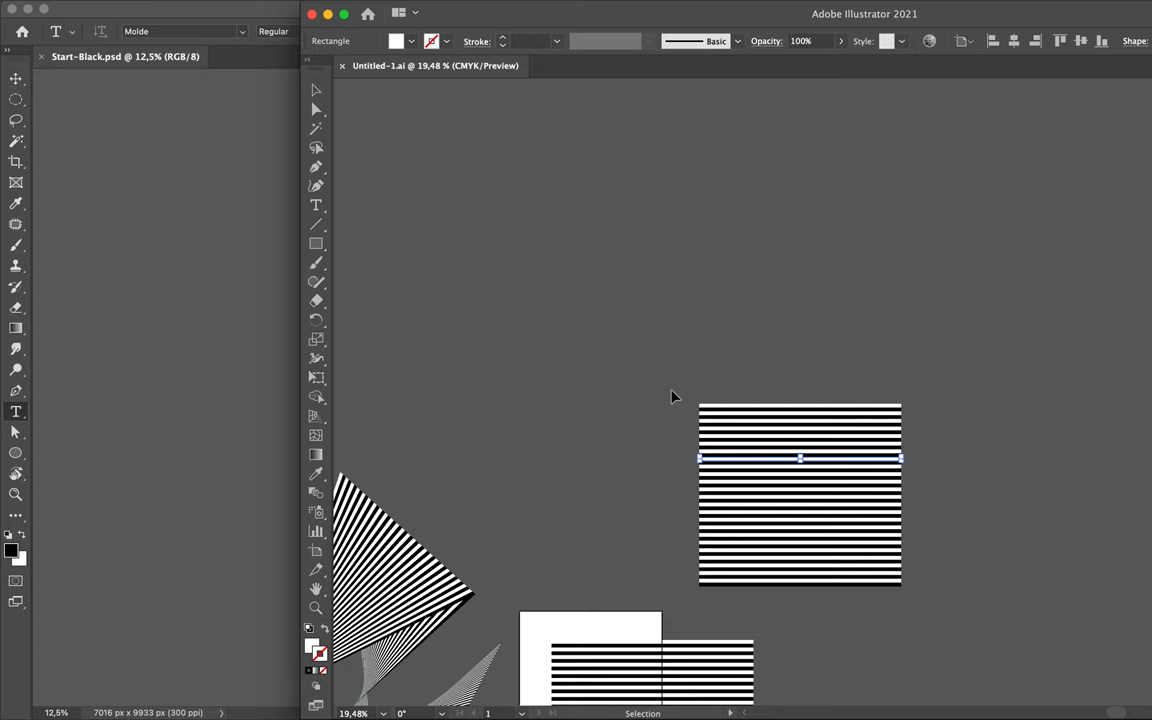 Adobe Illustrator 2021
Molde
Regular
Rectangle
Stroke:
Basic
Opacity:
100%
Style:
Shape:
Start-Black.psd @ 12,5% (RGB/8)
Untitled-1.ai @ 19,48 % (CMYK/Preview)
12,5%
7016 px x 9933 px (300 ppi)
19,48%
0°
1
Selection